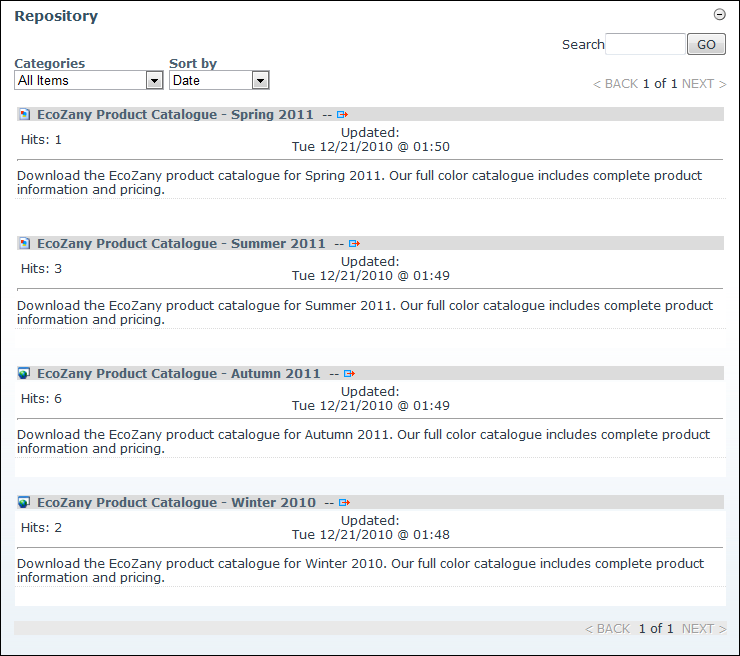 Repository
Search GO
Categories Sort by
All Items Date
< BACK 1 of 1 NEXT >
EcoZany Product Catalogue - Spring 2011 --
Updated:
Hits: 1
Tue 12/21/2010 @ 01:50
Download the EcoZany product catalogue for Spring 2011. Our full color catalogue includes complete product
information and pricing.
EcoZany Product Catalogue - Summer 2011 --
Updated:
Hits: 3
Tue 12/21/2010 @ 01:49
Download the EcoZany product catalogue for Summer 2011. Our full color catalogue includes complete product
information and pricing.
EcoZany Product Catalogue - Autumn 2011 --
Updated:
Hits: 6
Tue 12/21/2010 @ 01:49
Download the EcoZany product catalogue for Autumn 2011. Our full color catalogue includes complete product
information and pricing.
EcoZany Product Catalogue - Winter 2010 --
Updated:
Hits: 2
Tue 12/21/2010 @ 01:48
Download the EcoZany product catalogue for Winter 2010. Our full color catalogue includes complete product
information and pricing.
< BACK 1 of 1 NEXT >